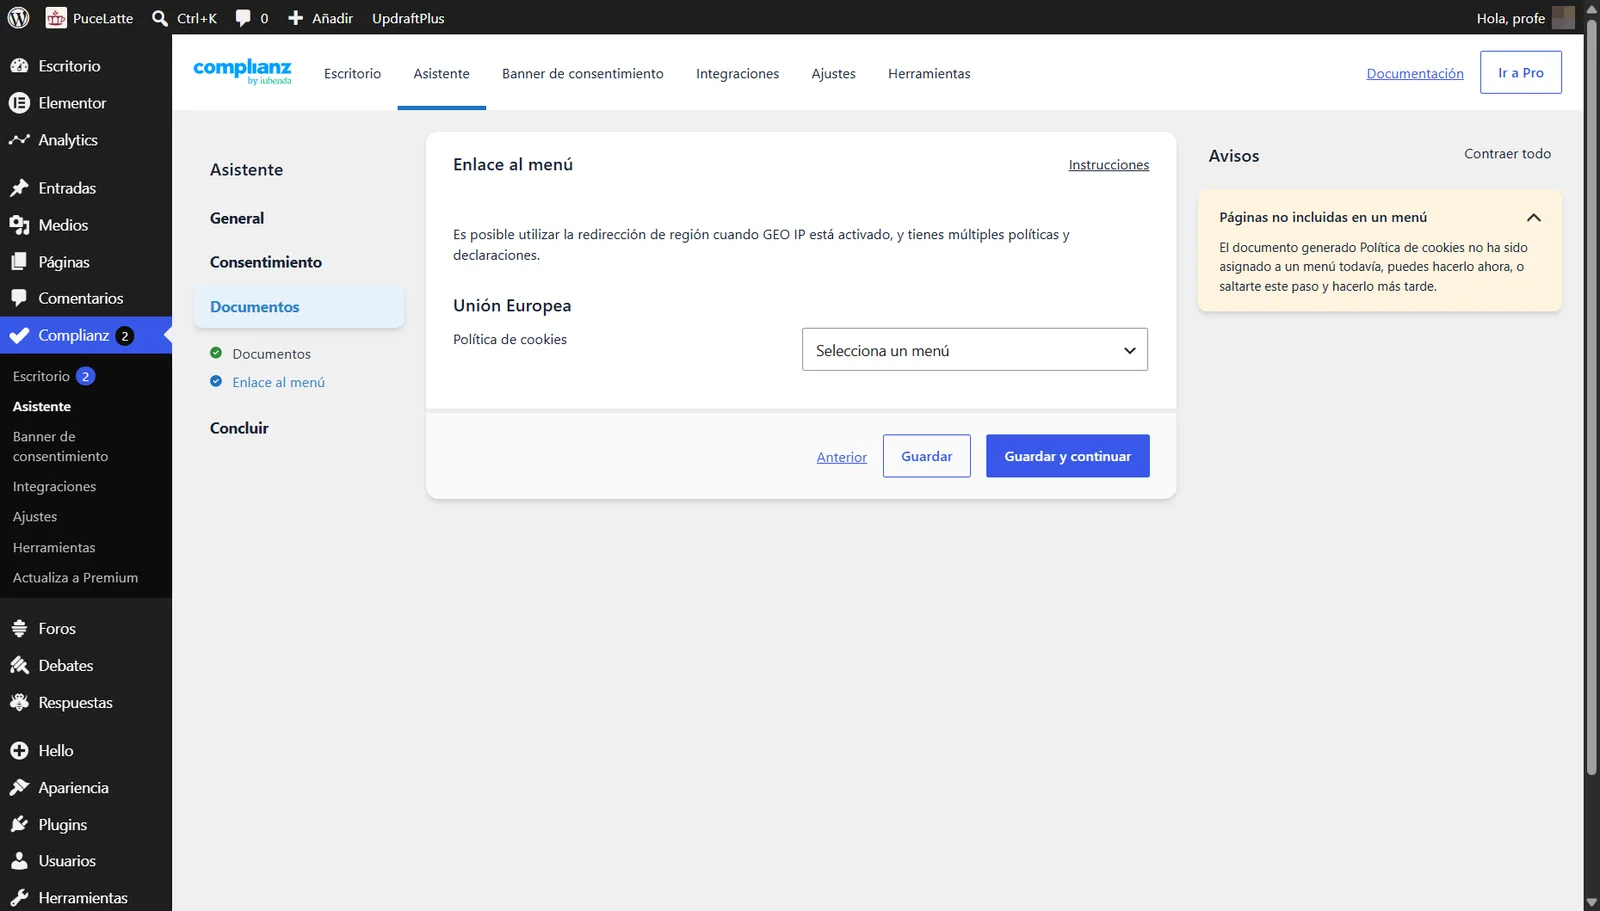 PuceLatte
Ctrl+K
0
Añadir
UpdraftPlus
Hola, profe
Escritorio
Elementor
Analytics
Entradas
Medios
Páginas
Comentarios
Complianz 2
Escritorio 2
Asistente
Banner de
consentimiento
Integraciones
Ajustes
Herramientas
Actualiza a Premium
Foros
Debates
Respuestas
Hello
Apariencia
Plugins
Usuarios
Herramientas
complianz
by iubenda
Escritorio
Asistente
Banner de consentimiento
Integraciones
Ajustes
Herramientas
Documentación
Ir a Pro
Asistente
General
Consentimiento
Documentos
Documentos
Enlace al menú
Concluir
Enlace al menú
Instrucciones
Es posible utilizar la redirección de región cuando GEO IP está activado, y tienes múltiples políticas y
declaraciones.
Unión Europea
Política de cookies
Selecciona un menú
Anterior
Guardar
Guardar y continuar
Avisos
Contraer todo
Páginas no incluidas en un menú
El documento generado Política de cookies no ha sido
asignado a un menú todavía, puedes hacerlo ahora, o
saltarte este paso y hacerlo más tarde.